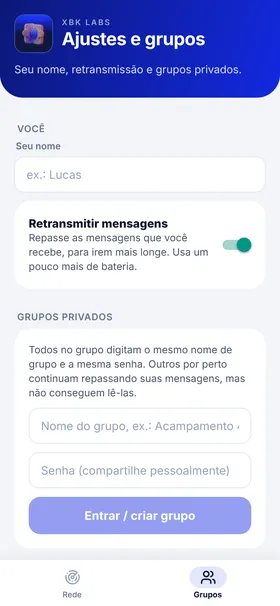 XBK LABS
Ajustes e grupos
Seu nome, retransmissão e grupos privados.
VOCÊ
Seu nome
ex.: Lucas
Retransmitir mensagens
Repasse as mensagens que você
recebe, para irem mais longe. Usa um
pouco mais de bateria.
GRUPOS PRIVADOS
Todos no grupo digitam o mesmo nome de
grupo e a mesma senha. Outros por perto
continuam repassando suas mensagens, mas
não conseguem lê-las.
Nome do grupo, ex.: Acampamento
Senha (compartilhe pessoalmente)
Entrar / criar grupo
Rede
Grupos